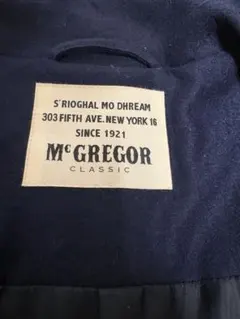 S'RIOGHAL MO DHREAM
303 FIFTH AVE. NEW YORK 16
SINCE 1921
McGREGOR
CLASSIC